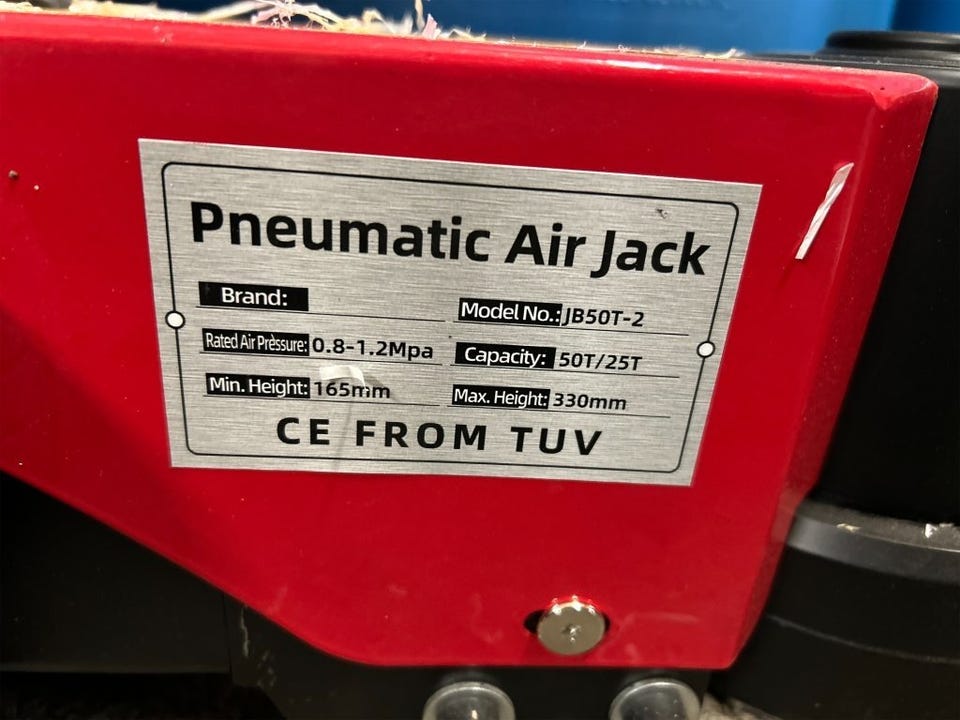 Pneumatic Air Jack
Brand:
Model No.: JB50T-2
Rated Air Pressure: 0.8-1.2Mpa
Capacity: 50T/25T
Min. Height: 165mm
Max. Height: 330mm
CE FROM TUV